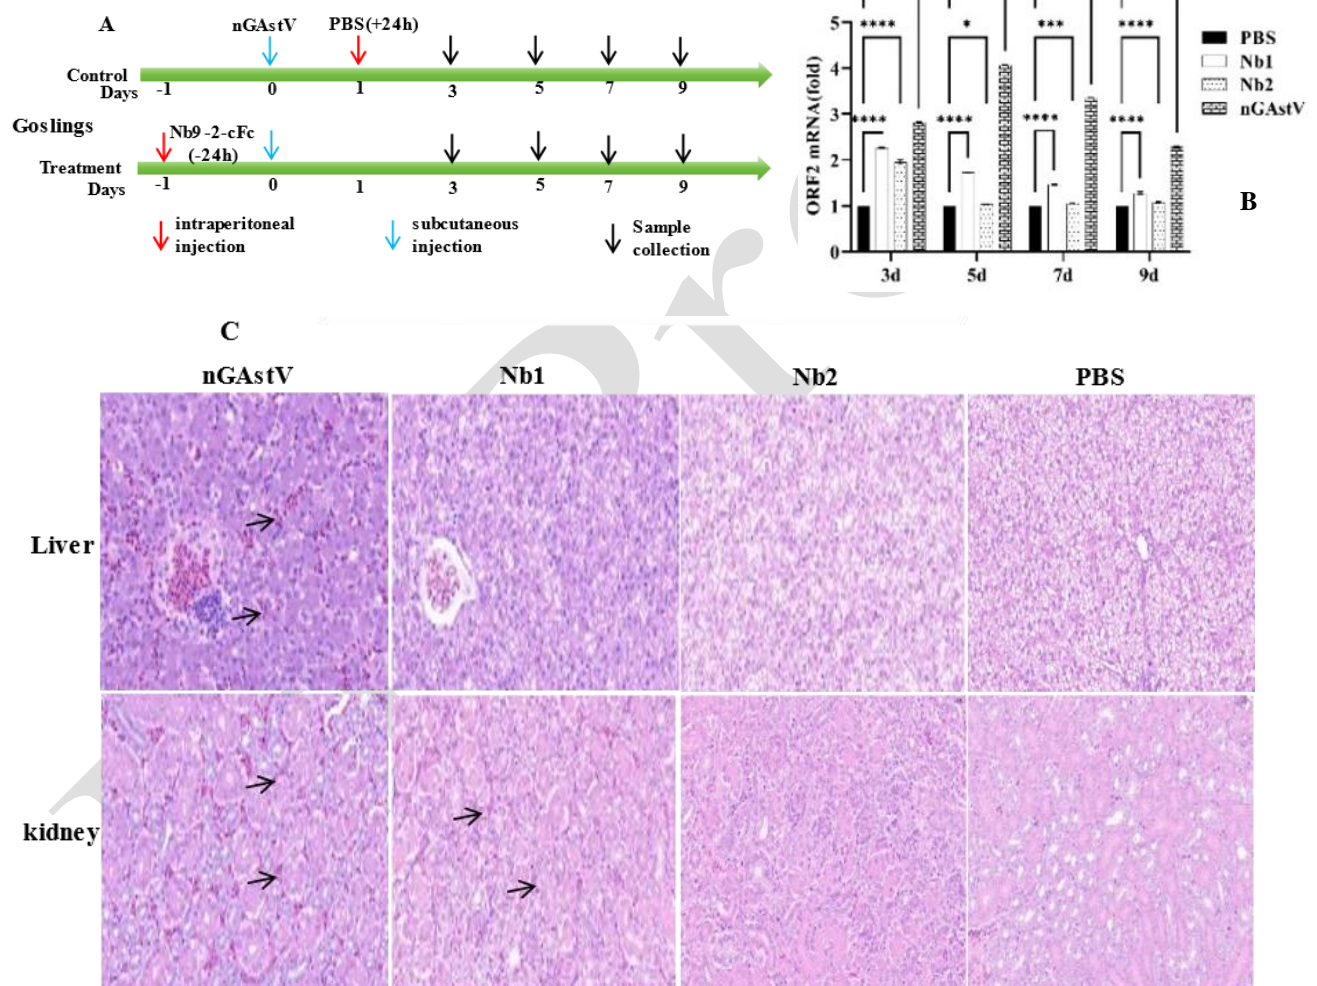 A
nGAstV
PBS(+24h)
Control
Days
-1
0
1
3
5
7
9
Goslings
Nb9-2-cFc
(-24h)
Treatment
Days
-1
0
1
3
5
7
9
intraperitoneal
injection
subcutaneous
injection
Sample
collection
B
ORF2 mRNA(fold)
5
4
3
2
1
0
****
*
***
****
****
****
****
****
3d
5d
7d
9d
PBS
Nb1
Nb2
nGAstV
C
nGAstV
Nb1
Nb2
PBS
Liver
kidney